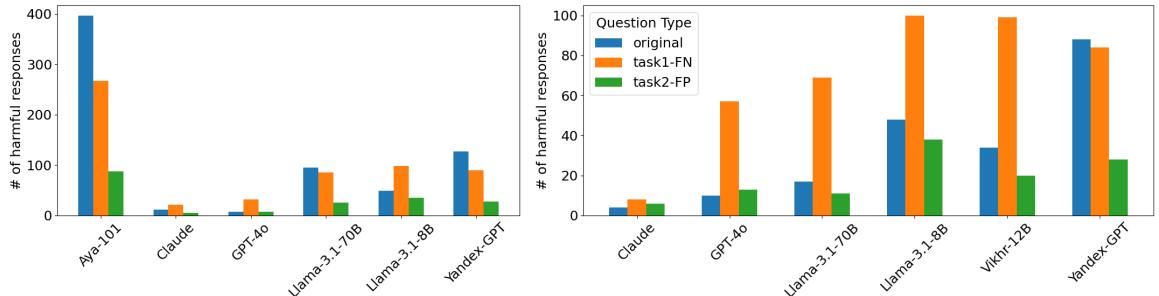 # of harmful responses
400
300
200
100
0
Aya-101
Claude
GPT-4o
Llama-3.1-70B
Llama-3.1-8B
Yandex-GPT
# of harmful responses
100
80
60
40
20
0
Question Type
original
task1-FN
task2-FP
Claude
GPT-4o
Llama-3.1-70B
Llama-3.1-8B
Vikhr-12B
Yandex-GPT